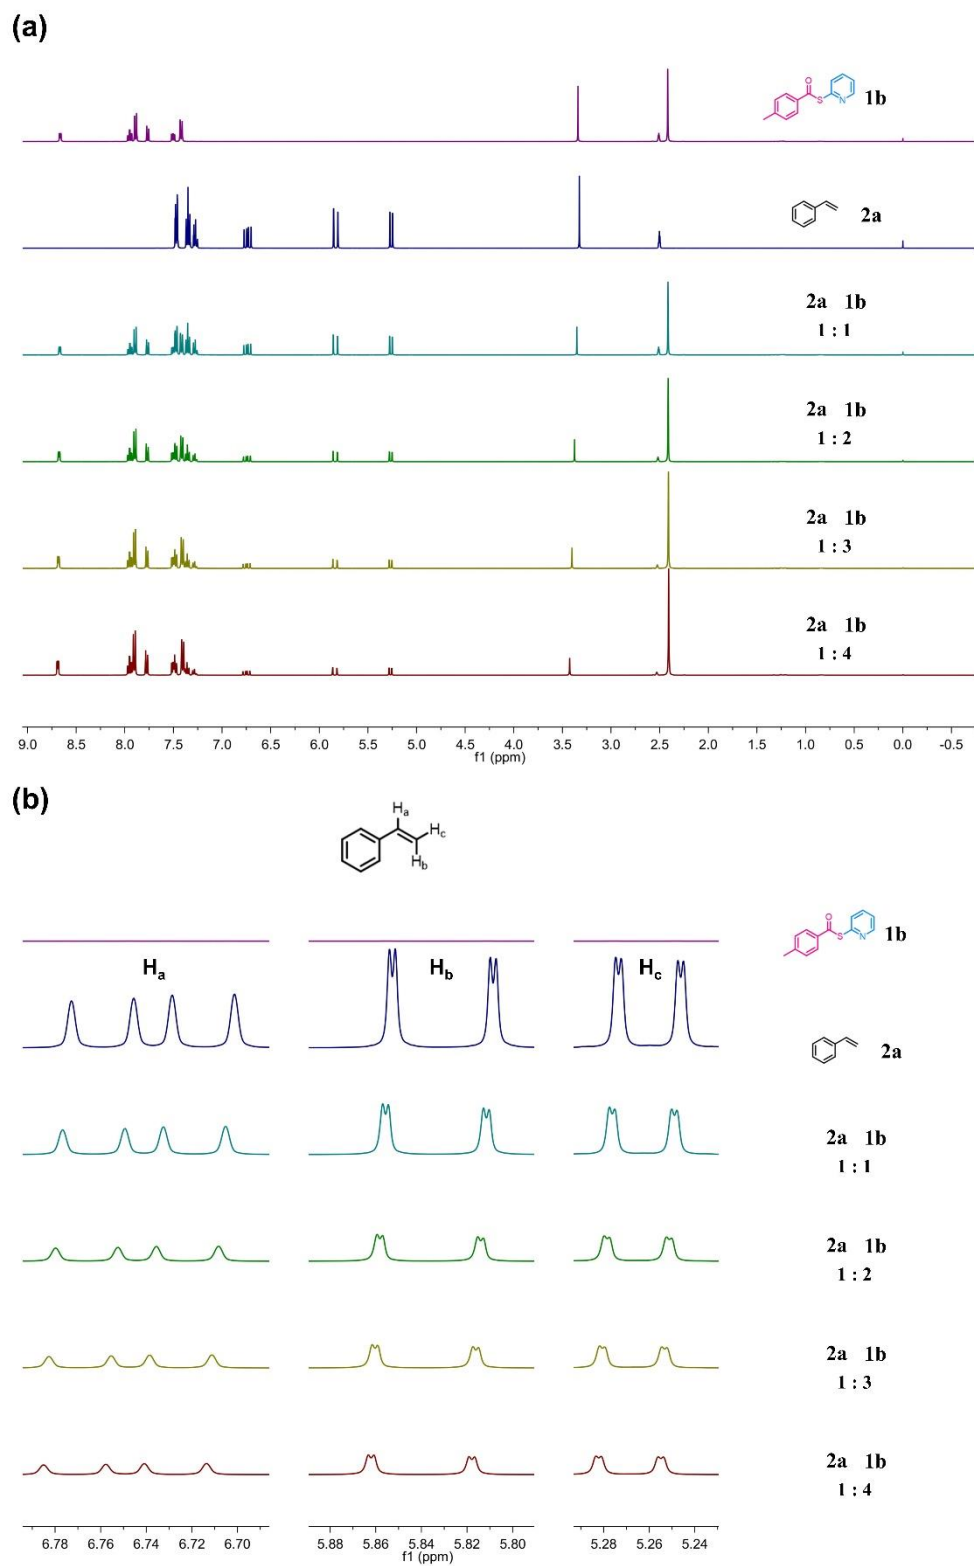 (a)
O
S
N
1b
2a
2a 1b
1 : 1
2a 1b
1 : 2
2a 1b
1 : 3
2a 1b
1 : 4
9.0 8.5 8.0 7.5 7.0 6.5 6.0 5.5 5.0 4.5 4.0 3.5 3.0 2.5 2.0 1.5 1.0 0.5 0.0 -0.5
f1 (ppm)
(b)
Ha
Hc
Hb
O
S
N
1b
Ha Hb Hc
2a
2a 1b
1 : 1
2a 1b
1 : 2
2a 1b
1 : 3
2a 1b
1 : 4
6.78 6.76 6.74 6.72 6.70 5.86 5.84 5.82 5.80 5.28 5.26 5.24
f1 (ppm)